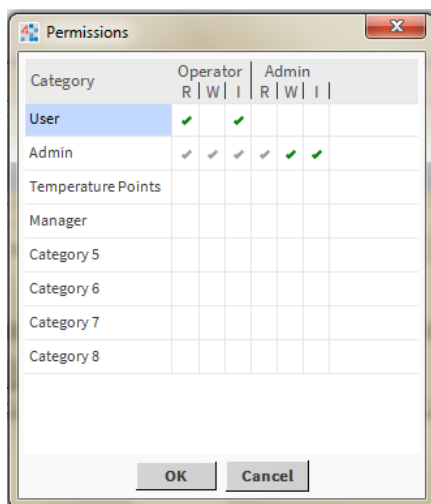 Permissions
Category Operator Admin
R W I R W I
User
Admin
Temperature Points
Manager
Category 5
Category 6
Category 7
Category 8
OK Cancel